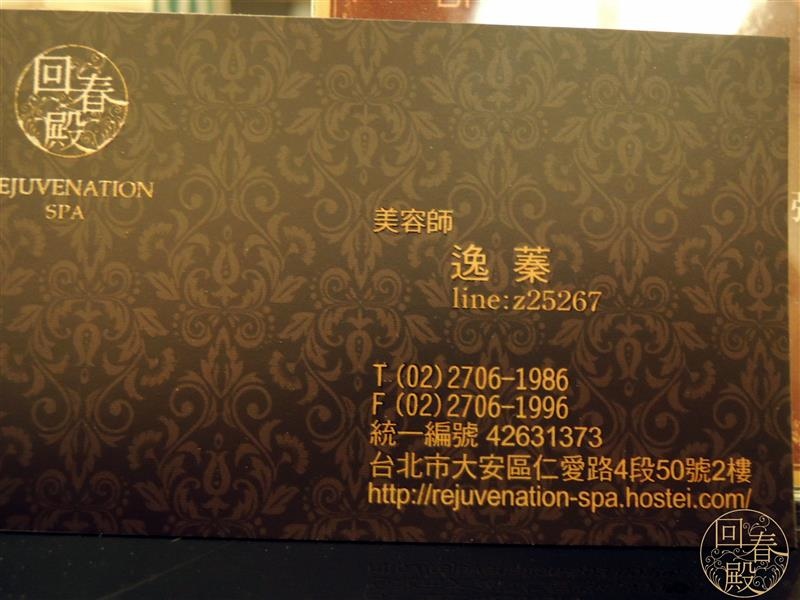 回春殿
EJUVENATION
SPA
美容師
逸蓁
line:z25267
T (02)2706-1986
F (02)2706-1996
統一編號 42631373
台北市大安區仁愛路4段50號2樓
http://rejuvenation-spa.hostei.com/
回春殿